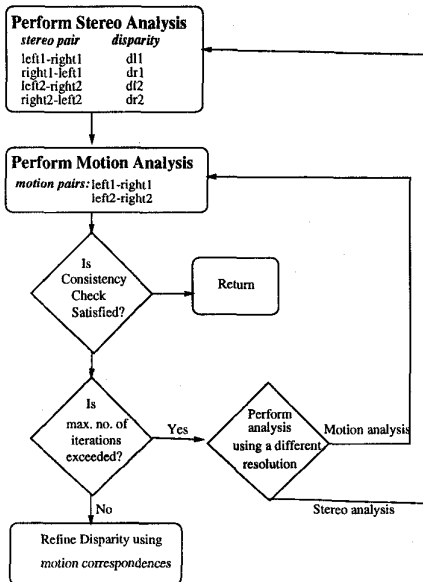 Perform Stereo Analysis
stereo pair disparity
left1-right1 dl1
right1-left1 dr1
left2-right2 dl2
right2-left2 dr2
Perform Motion Analysis
motion pairs: left1-right1
left2-right2
Is
Consistency
Check
Satisfied?
Return
Is
max. no. of
iterations
exceeded?
Yes
Perform
analysis
using a different
resolution
Motion analysis
No
Stereo analysis
Refine Disparity using
motion correspondences